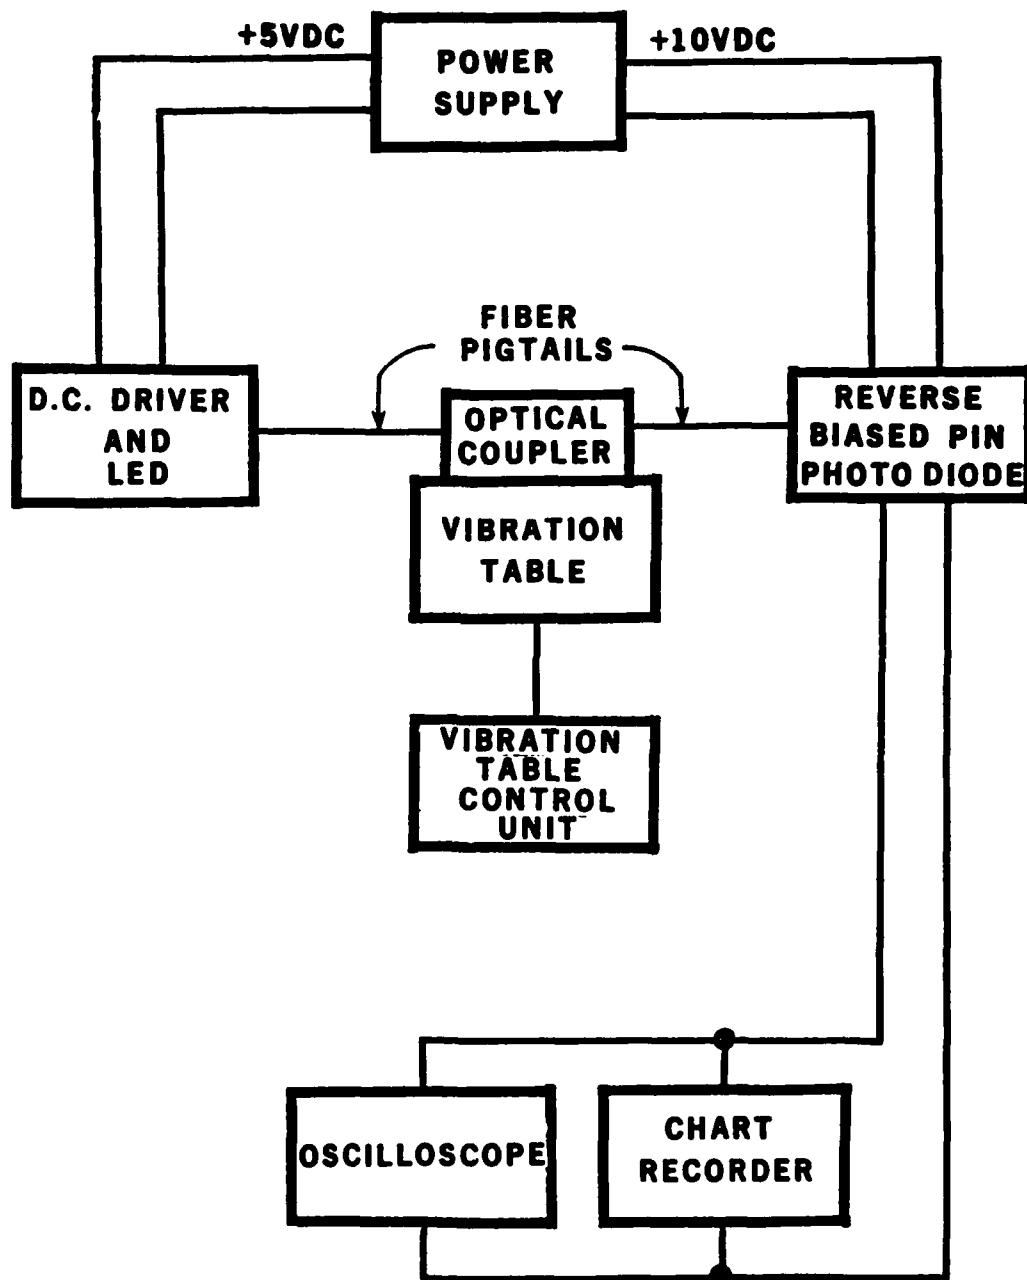 +5VDC
POWER
SUPPLY
+10VDC
FIBER
PIGTAILS
D.C. DRIVER
AND
LED
OPTICAL
COUPLER
REVERSE
BIASED PIN
PHOTO DIODE
VIBRATION
TABLE
VIBRATION
TABLE
CONTROL
UNIT
OSCILLOSCOPE
CHART
RECORDER